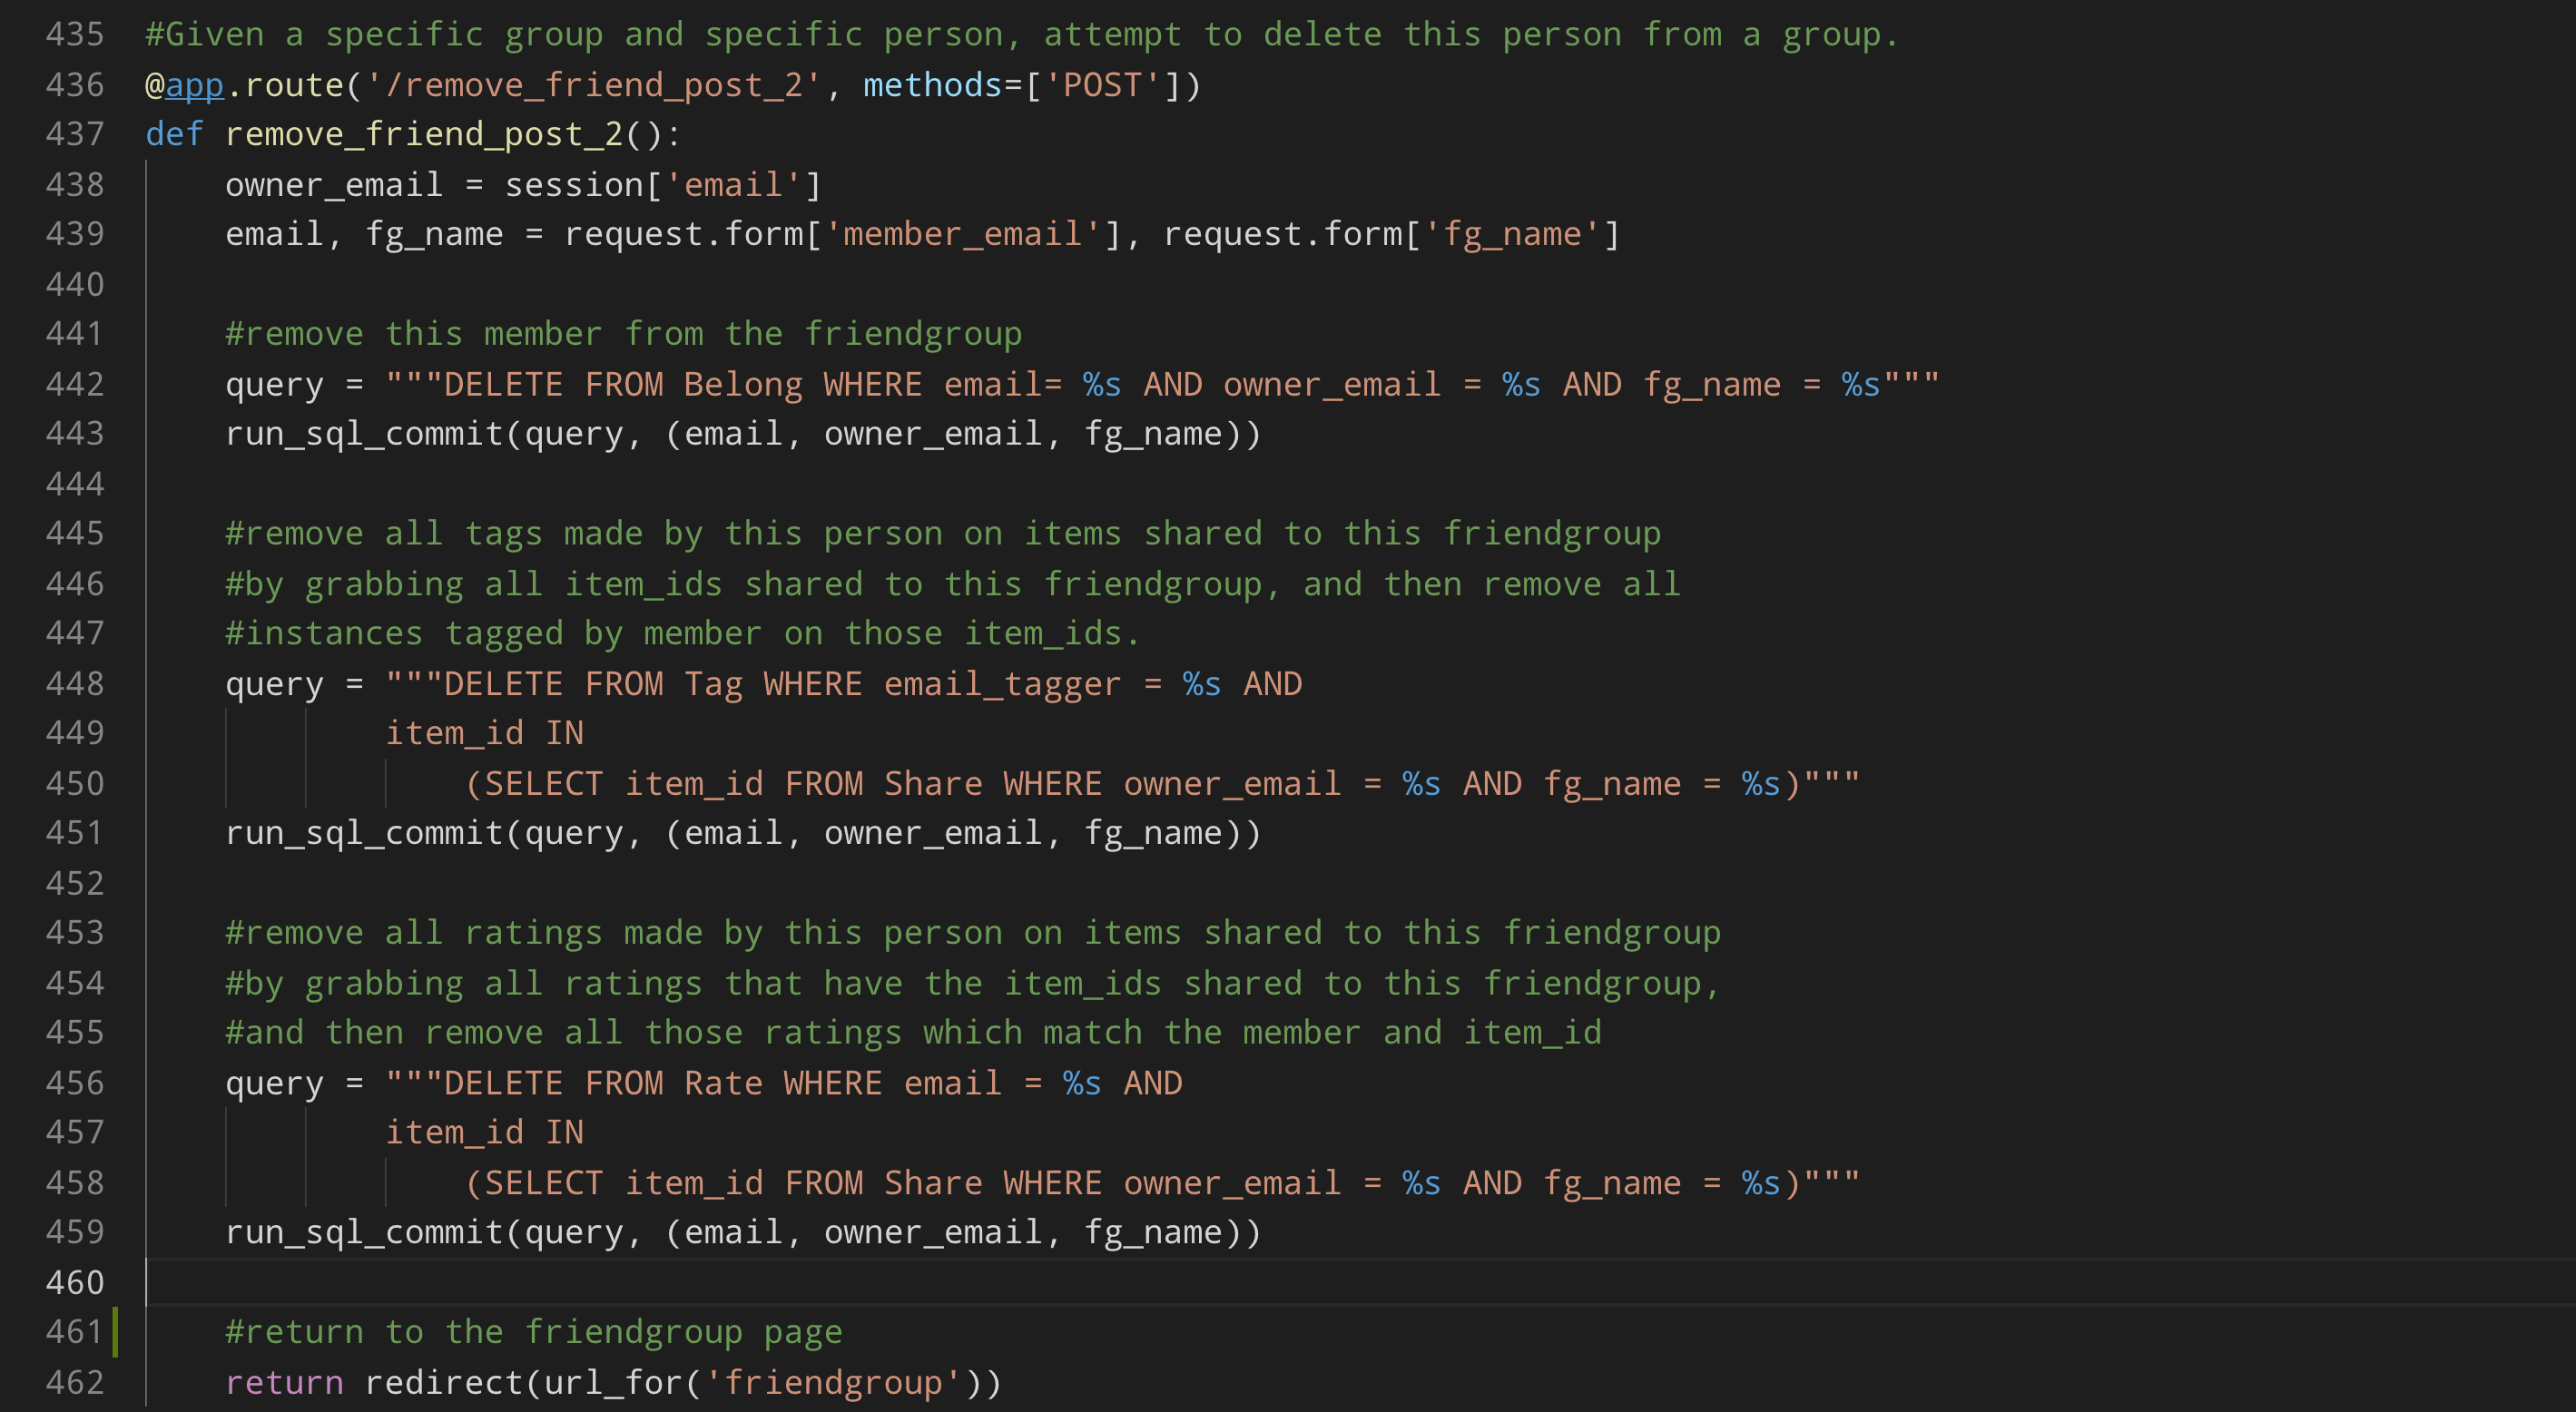 435 #Given a specific group and specific person, attempt to delete this person from a group.
436 @app.route('/remove_friend_post_2', methods=['POST'])
437 def remove_friend_post_2():
438     owner_email = session['email']
439     email, fg_name = request.form['member_email'], request.form['fg_name']
440
441     #remove this member from the friendgroup
442     query = """DELETE FROM Belong WHERE email= %s AND owner_email = %s AND fg_name = %s"""
443     run_sql_commit(query, (email, owner_email, fg_name))
444
445     #remove all tags made by this person on items shared to this friendgroup
446     #by grabbing all item_ids shared to this friendgroup, and then remove all
447     #instances tagged by member on those item_ids.
448     query = """DELETE FROM Tag WHERE email_tagger = %s AND
449             item_id IN
450                 (SELECT item_id FROM Share WHERE owner_email = %s AND fg_name = %s)"""
451     run_sql_commit(query, (email, owner_email, fg_name))
452
453     #remove all ratings made by this person on items shared to this friendgroup
454     #by grabbing all ratings that have the item_ids shared to this friendgroup,
455     #and then remove all those ratings which match the member and item_id
456     query = """DELETE FROM Rate WHERE email = %s AND
457             item_id IN
458                 (SELECT item_id FROM Share WHERE owner_email = %s AND fg_name = %s)"""
459     run_sql_commit(query, (email, owner_email, fg_name))
460
461     #return to the friendgroup page
462     return redirect(url_for('friendgroup'))